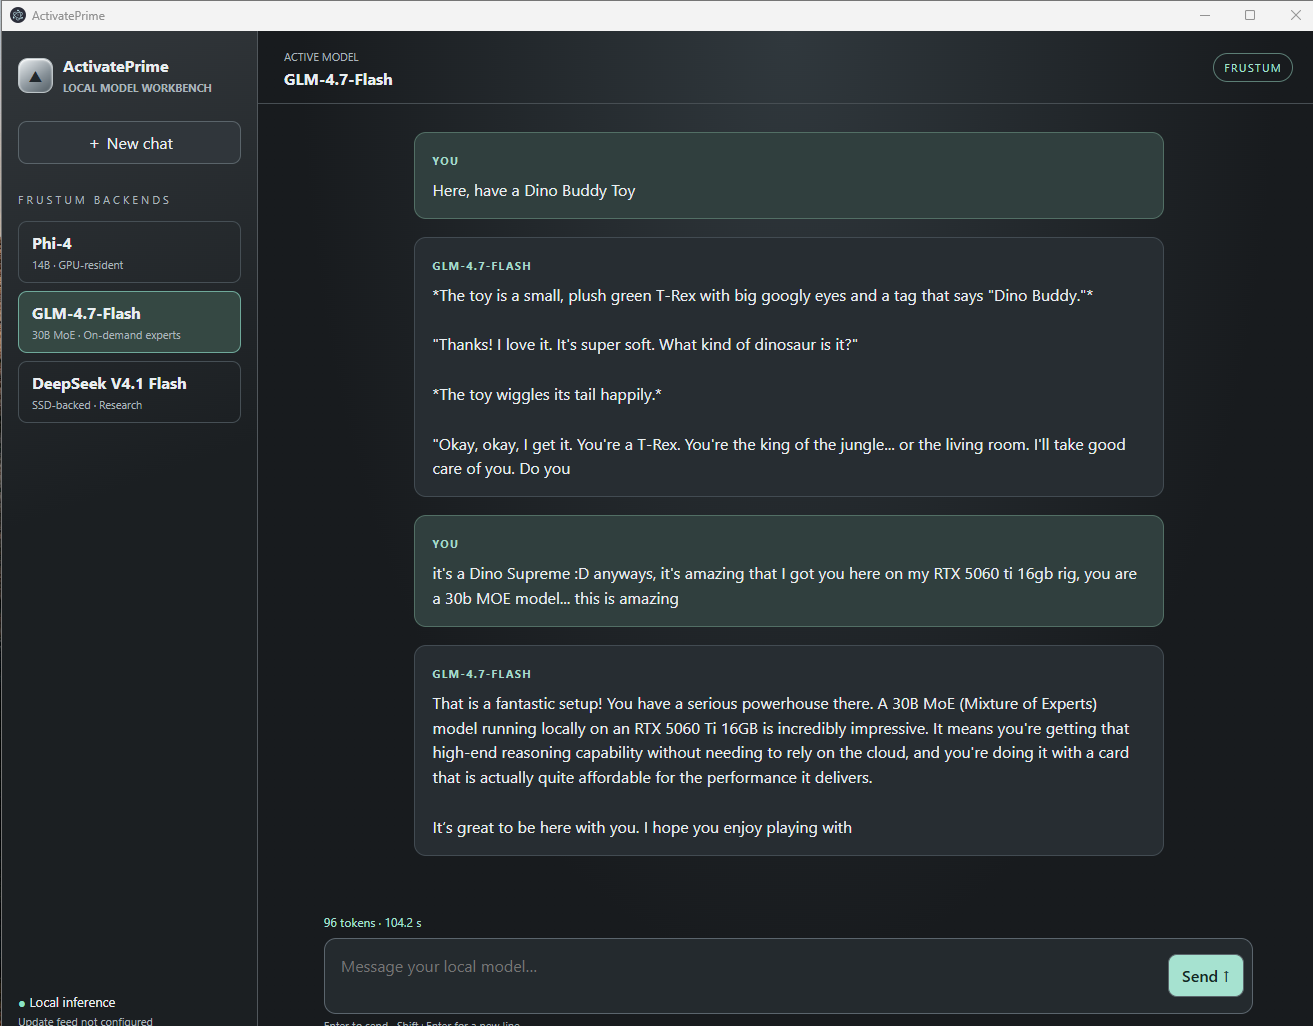 ActivatePrime
ActivatePrime
LOCAL MODEL WORKBENCH
+ New chat
FRUSTUM BACKENDS
Phi-4
14B · GPU-resident
GLM-4.7-Flash
30B MoE · On-demand experts
DeepSeek V4.1 Flash
SSD-backed · Research
Local inference
Update feed not configured
ACTIVE MODEL
GLM-4.7-Flash
FRUSTUM
YOU
Here, have a Dino Buddy Toy
GLM-4.7-FLASH
*The toy is a small, plush green T-Rex with big googly eyes and a tag that says "Dino Buddy."*
"Thanks! I love it. It's super soft. What kind of dinosaur is it?"
*The toy wiggles its tail happily.*
"Okay, okay, I get it. You're a T-Rex. You're the king of the jungle... or the living room. I'll take good
care of you. Do you
YOU
it's a Dino Supreme :D anyways, it's amazing that I got you here on my RTX 5060 ti 16gb rig, you are
a 30b MOE model... this is amazing
GLM-4.7-FLASH
That is a fantastic setup! You have a serious powerhouse there. A 30B MoE (Mixture of Experts)
model running locally on an RTX 5060 Ti 16GB is incredibly impressive. It means you're getting that
high-end reasoning capability without needing to rely on the cloud, and you're doing it with a card
that is actually quite affordable for the performance it delivers.
It's great to be here with you. I hope you enjoy playing with
96 tokens · 104.2 s
Message your local model...
Send ↑
Enter to send · Shift+Enter for a new line